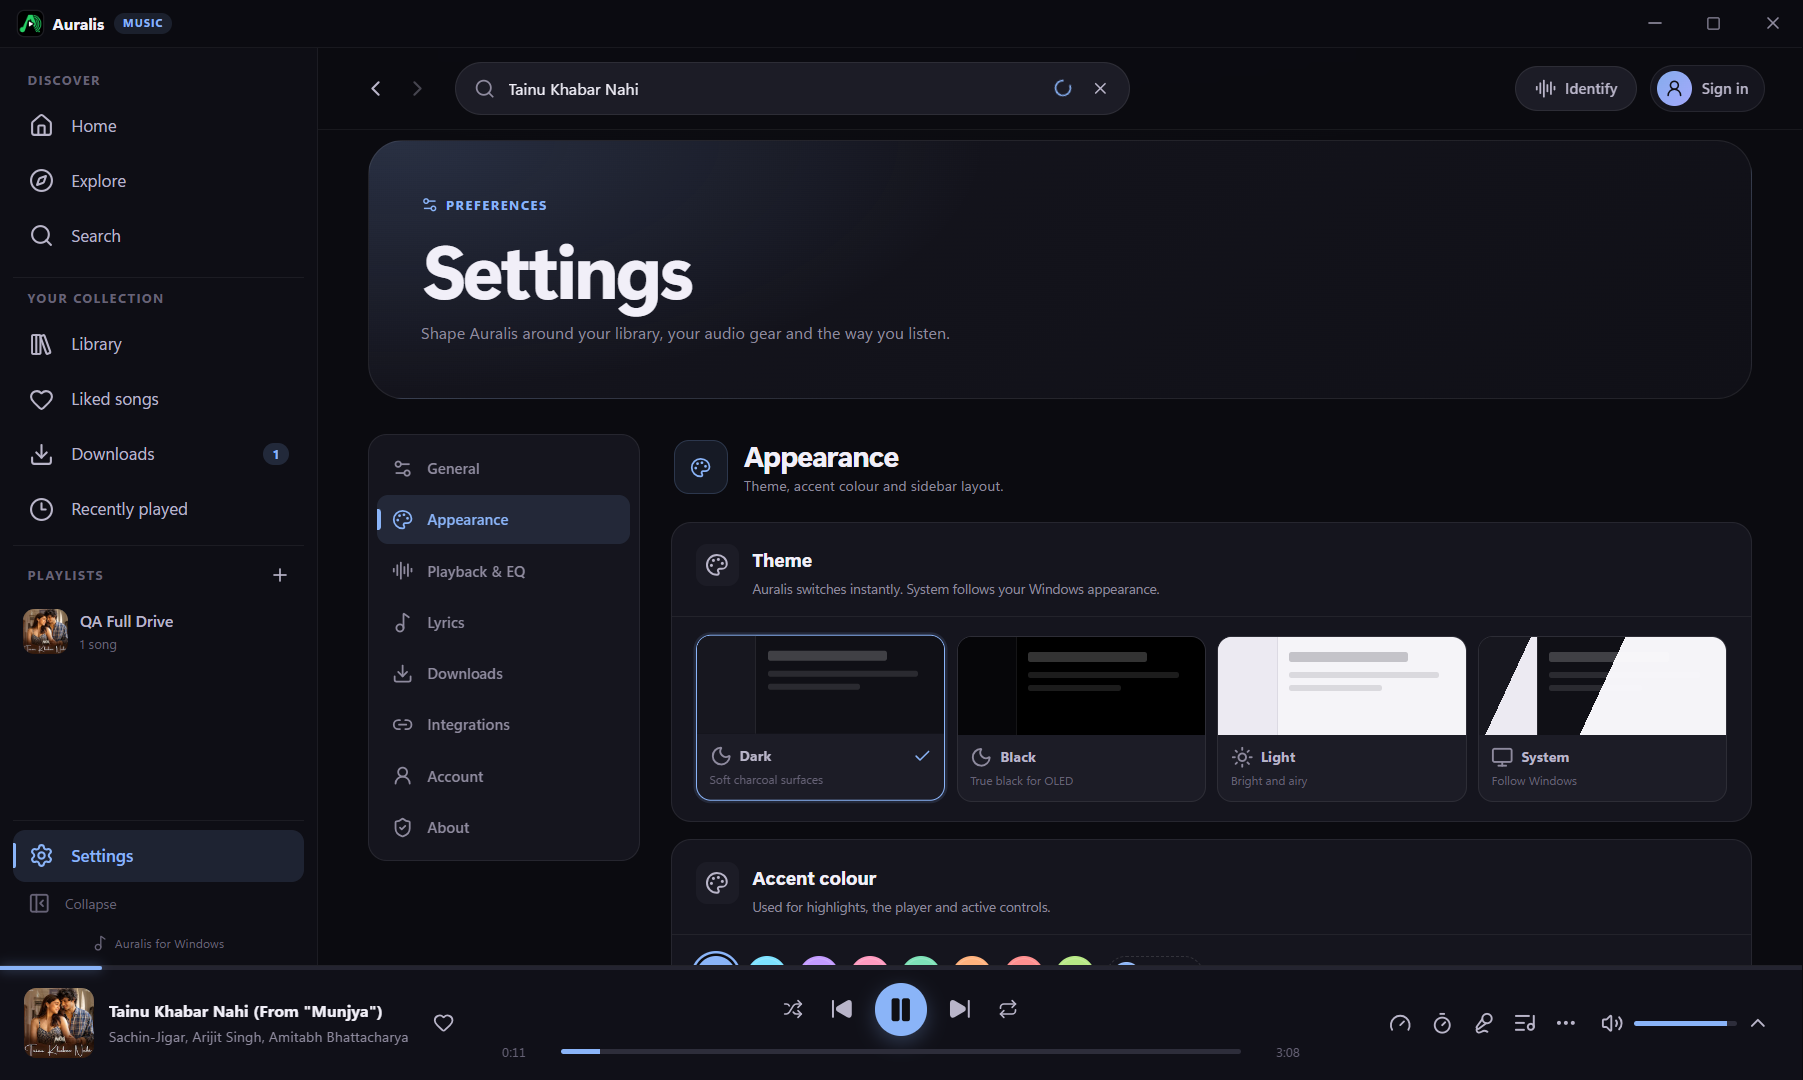 Auralis MUSIC
DISCOVER
Home
Explore
Search
YOUR COLLECTION
Library
Liked songs
Downloads 1
Recently played
PLAYLISTS
QA Full Drive
1 song
Settings
Collapse
Auralis for Windows
Tainu Khabar Nahi
Identify
Sign in
PREFERENCES
Settings
Shape Auralis around your library, your audio gear and the way you listen.
General
Appearance
Playback & EQ
Lyrics
Downloads
Integrations
Account
About
Appearance
Theme, accent colour and sidebar layout.
Theme
Auralis switches instantly. System follows your Windows appearance.
Dark
Soft charcoal surfaces
Black
True black for OLED
Light
Bright and airy
System
Follow Windows
Accent colour
Used for highlights, the player and active controls.
Tainu Khabar Nahi (From "Munjya")
Sachin-Jigar, Arijit Singh, Amitabh Bhattacharya
0:11
3:08